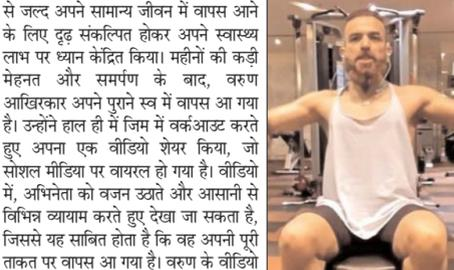 से जल्द अपने सामान्य जीवन में वापस आने
के लिए दृढ़ संकल्पित होकर अपने स्वास्थ्य
लाभ पर ध्यान केंद्रित किया। महीनों की कड़ी
मेहनत और समर्पण के बाद, वरुण
आखिरकार अपने पुराने स्व में वापस आ गया
है। उन्होंने हाल ही में जिम में वर्कआउट करते
हुए अपना एक वीडियो शेयर किया, जो
सोशल मीडिया पर वायरल हो गया है। वीडियो
में, अभिनेता को वजन उठाते और आसानी से
विभिन्न व्यायाम करते हुए देखा जा सकता है,
जिससे यह साबित होता है कि वह अपनी पूरी
ताकत पर वापस आ गया है। वरुण के वीडियो